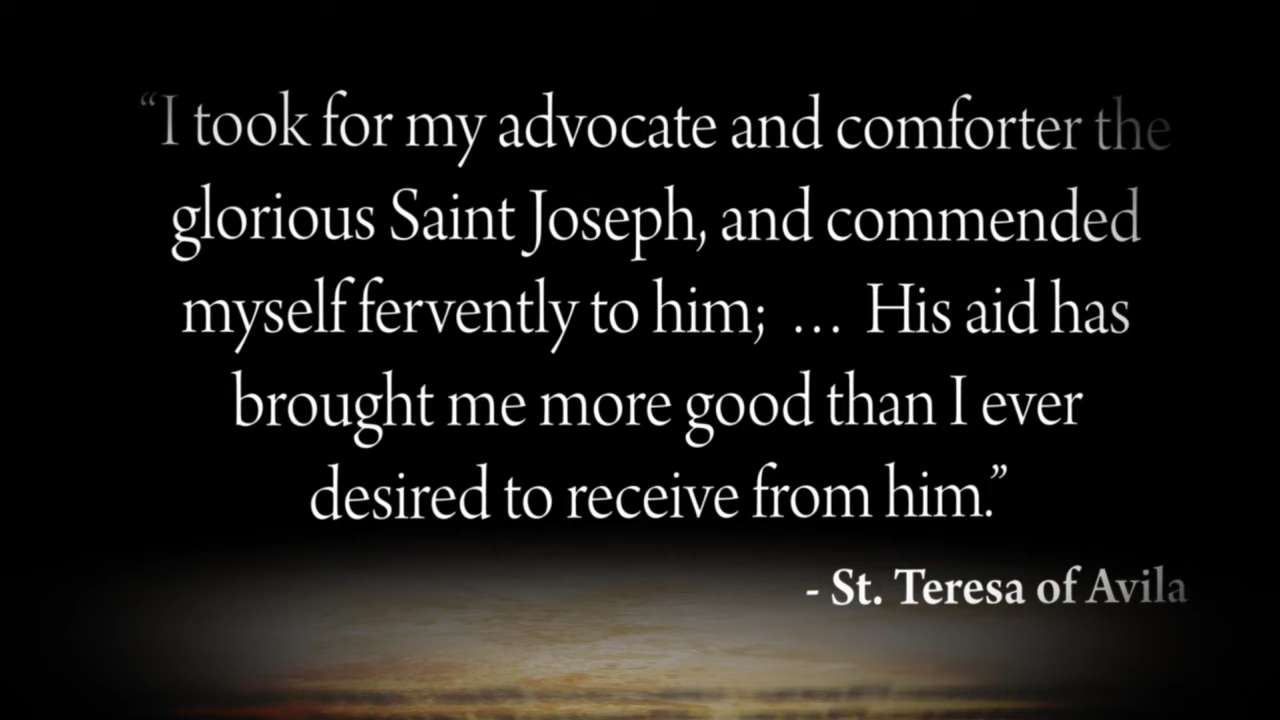 “I took for my advocate and comforter the
glorious Saint Joseph, and commended
myself fervently to him; … His aid has
brought me more good than I ever
desired to receive from him.”
- St. Teresa of Avila